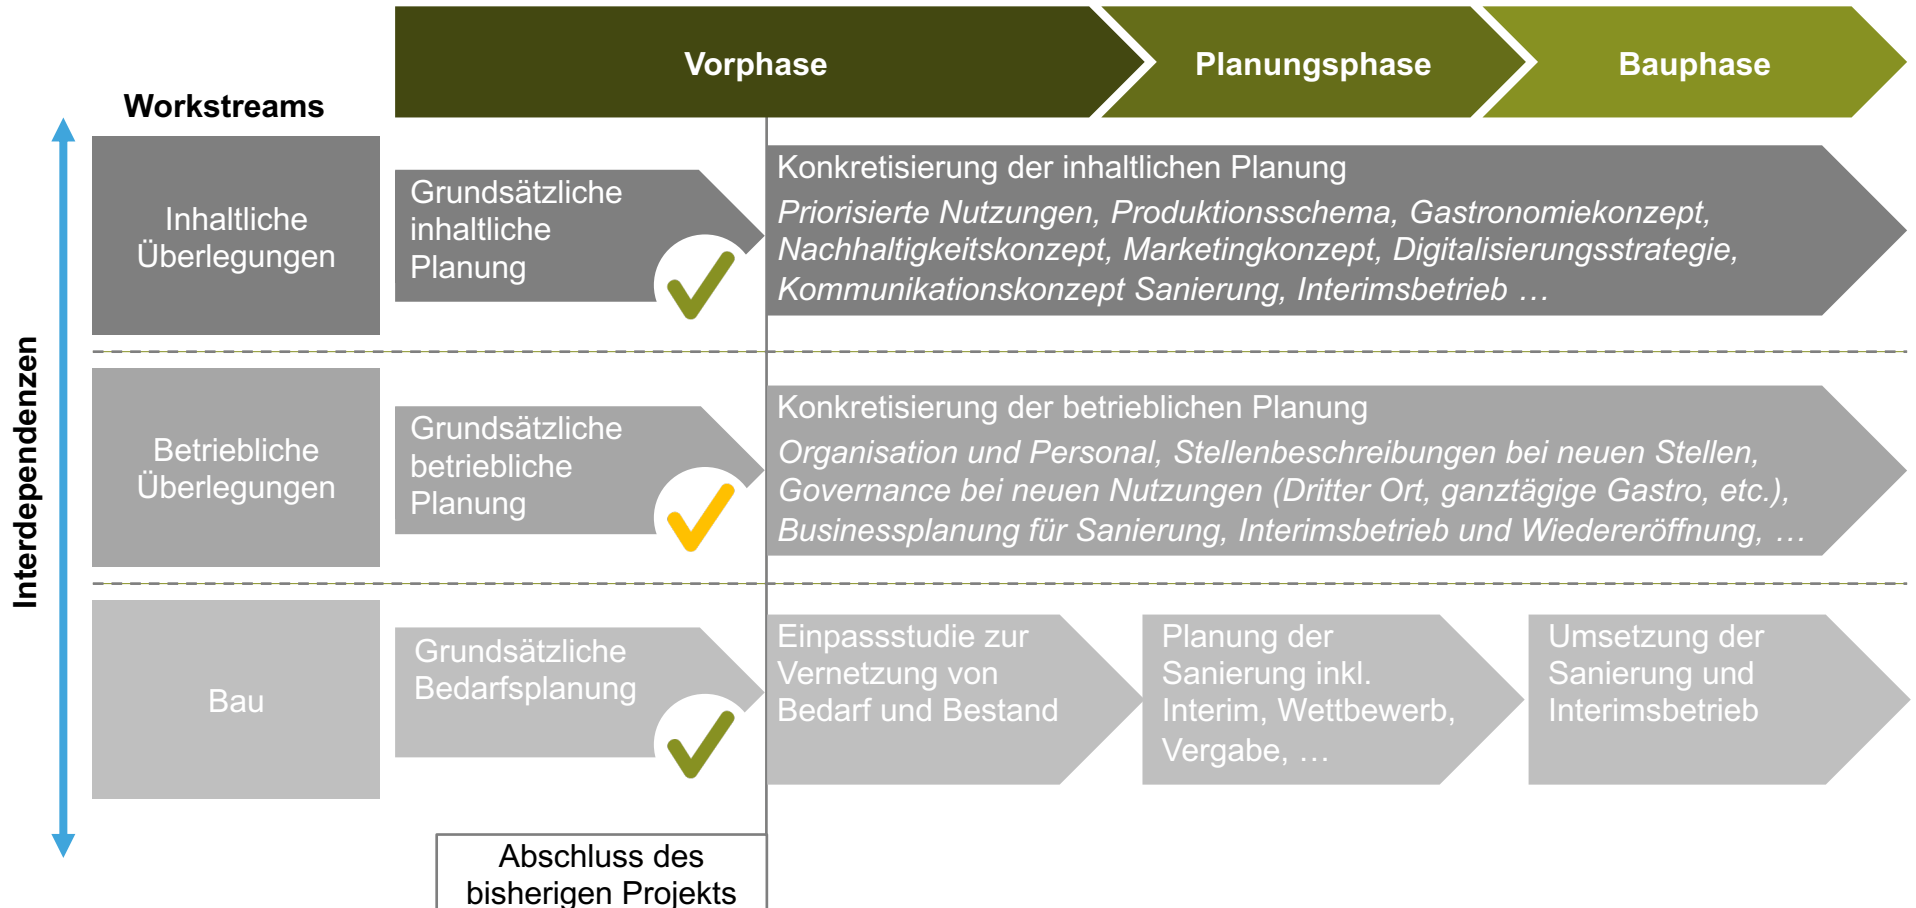 Vorphase
Planungsphase
Bauphase
Workstreams
Interdependenzen
Inhaltliche
Überlegungen
Grundsätzliche
inhaltliche
Planung
Konkretisierung der inhaltlichen Planung
Priorisierte Nutzungen, Produktionsschema, Gastronomiekonzept,
Nachhaltigkeitskonzept, Marketingkonzept, Digitalisierungsstrategie,
Kommunikationskonzept Sanierung, Interimsbetrieb …
Betriebliche
Überlegungen
Grundsätzliche
betriebliche
Planung
Konkretisierung der betrieblichen Planung
Organisation und Personal, Stellenbeschreibungen bei neuen Stellen,
Governance bei neuen Nutzungen (Dritter Ort, ganztägige Gastro, etc.),
Businessplanung für Sanierung, Interimsbetrieb und Wiedereröffnung, …
Bau
Grundsätzliche
Bedarfsplanung
Einpassstudie zur
Vernetzung von
Bedarf und Bestand
Planung der
Sanierung inkl.
Interim, Wettbewerb,
Vergabe, …
Umsetzung der
Sanierung und
Interimsbetrieb
Abschluss des
bisherigen Projekts